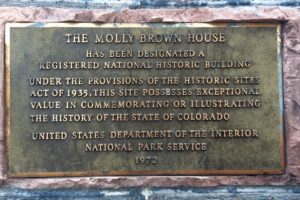 THE MOLLY BROWN HOUSE
HAS BEEN DESIGNATED A
REGISTERED NATIONAL HISTORIC BUILDING
UNDER THE PROVISIONS OF THE HISTORIC SITES
ACT OF 1935, THIS SITE POSSESSES EXCEPTIONAL
VALUE IN COMMEMORATING OR ILLUSTRATING
THE HISTORY OF THE STATE OF COLORADO
UNITED STATES DEPARTMENT OF THE INTERIOR
NATIONAL PARK SERVICE
1972